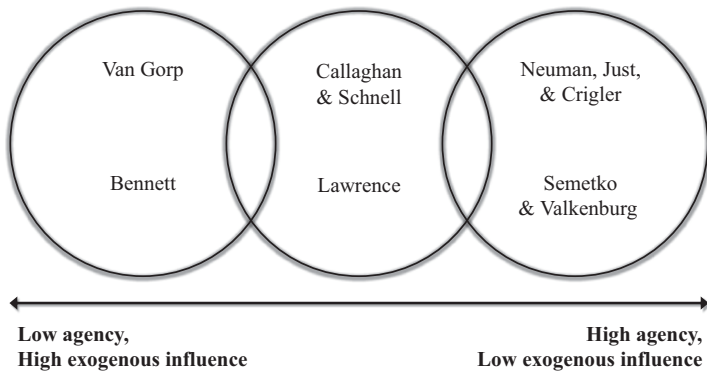 Van Gorp
Callaghan
& Schnell
Neuman, Just,
& Crigler
Bennett
Lawrence
Semetko
& Valkenburg
Low agency,
High exogenous influence
High agency,
Low exogenous influence